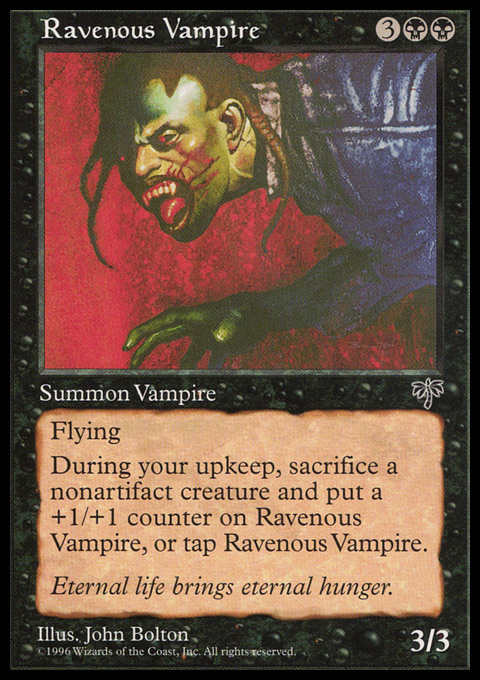 Ravenous Vampire 3
Summon Vampire
Flying
During your upkeep, sacrifice a
nonartifact creature and put a
+1/+1 counter on Ravenous
Vampire, or tap Ravenous Vampire.
Eternal life brings eternal hunger.
Illus. John Bolton
©1996 Wizards of the Coast, Inc. All rights reserved.
3/3